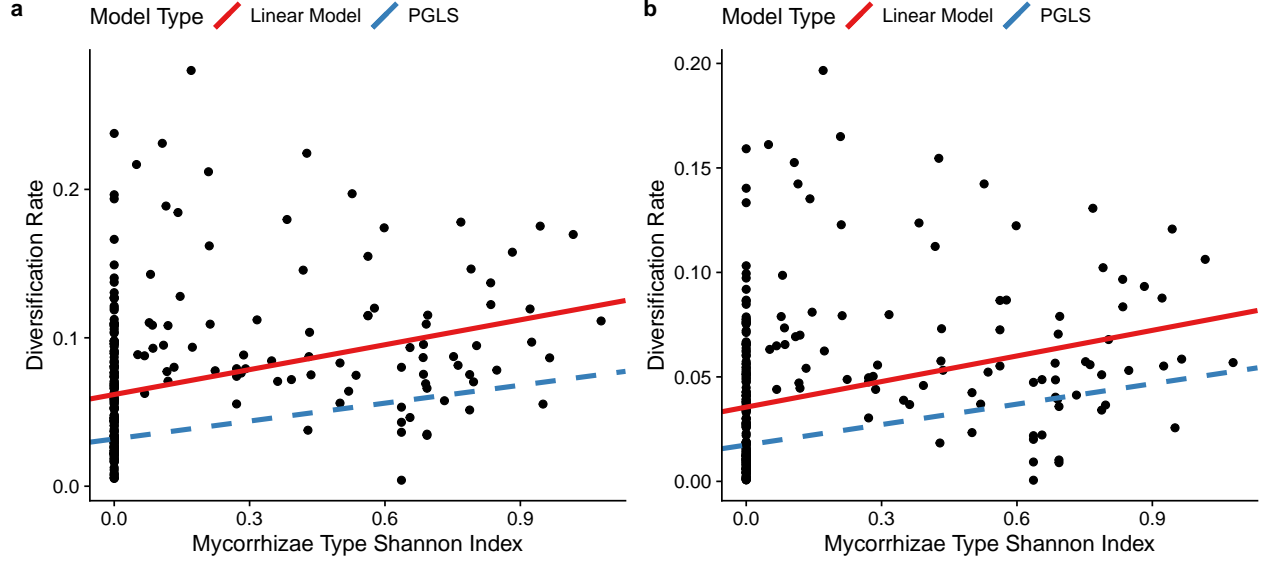 a
Model Type Linear Model PGLS
0.2
0.1
0.0
Diversification Rate
0.0 0.3 0.6 0.9
Mycorrhizae Type Shannon Index
b
Model Type Linear Model PGLS
0.20
0.15
0.10
0.05
0.00
Diversification Rate
0.0 0.3 0.6 0.9
Mycorrhizae Type Shannon Index